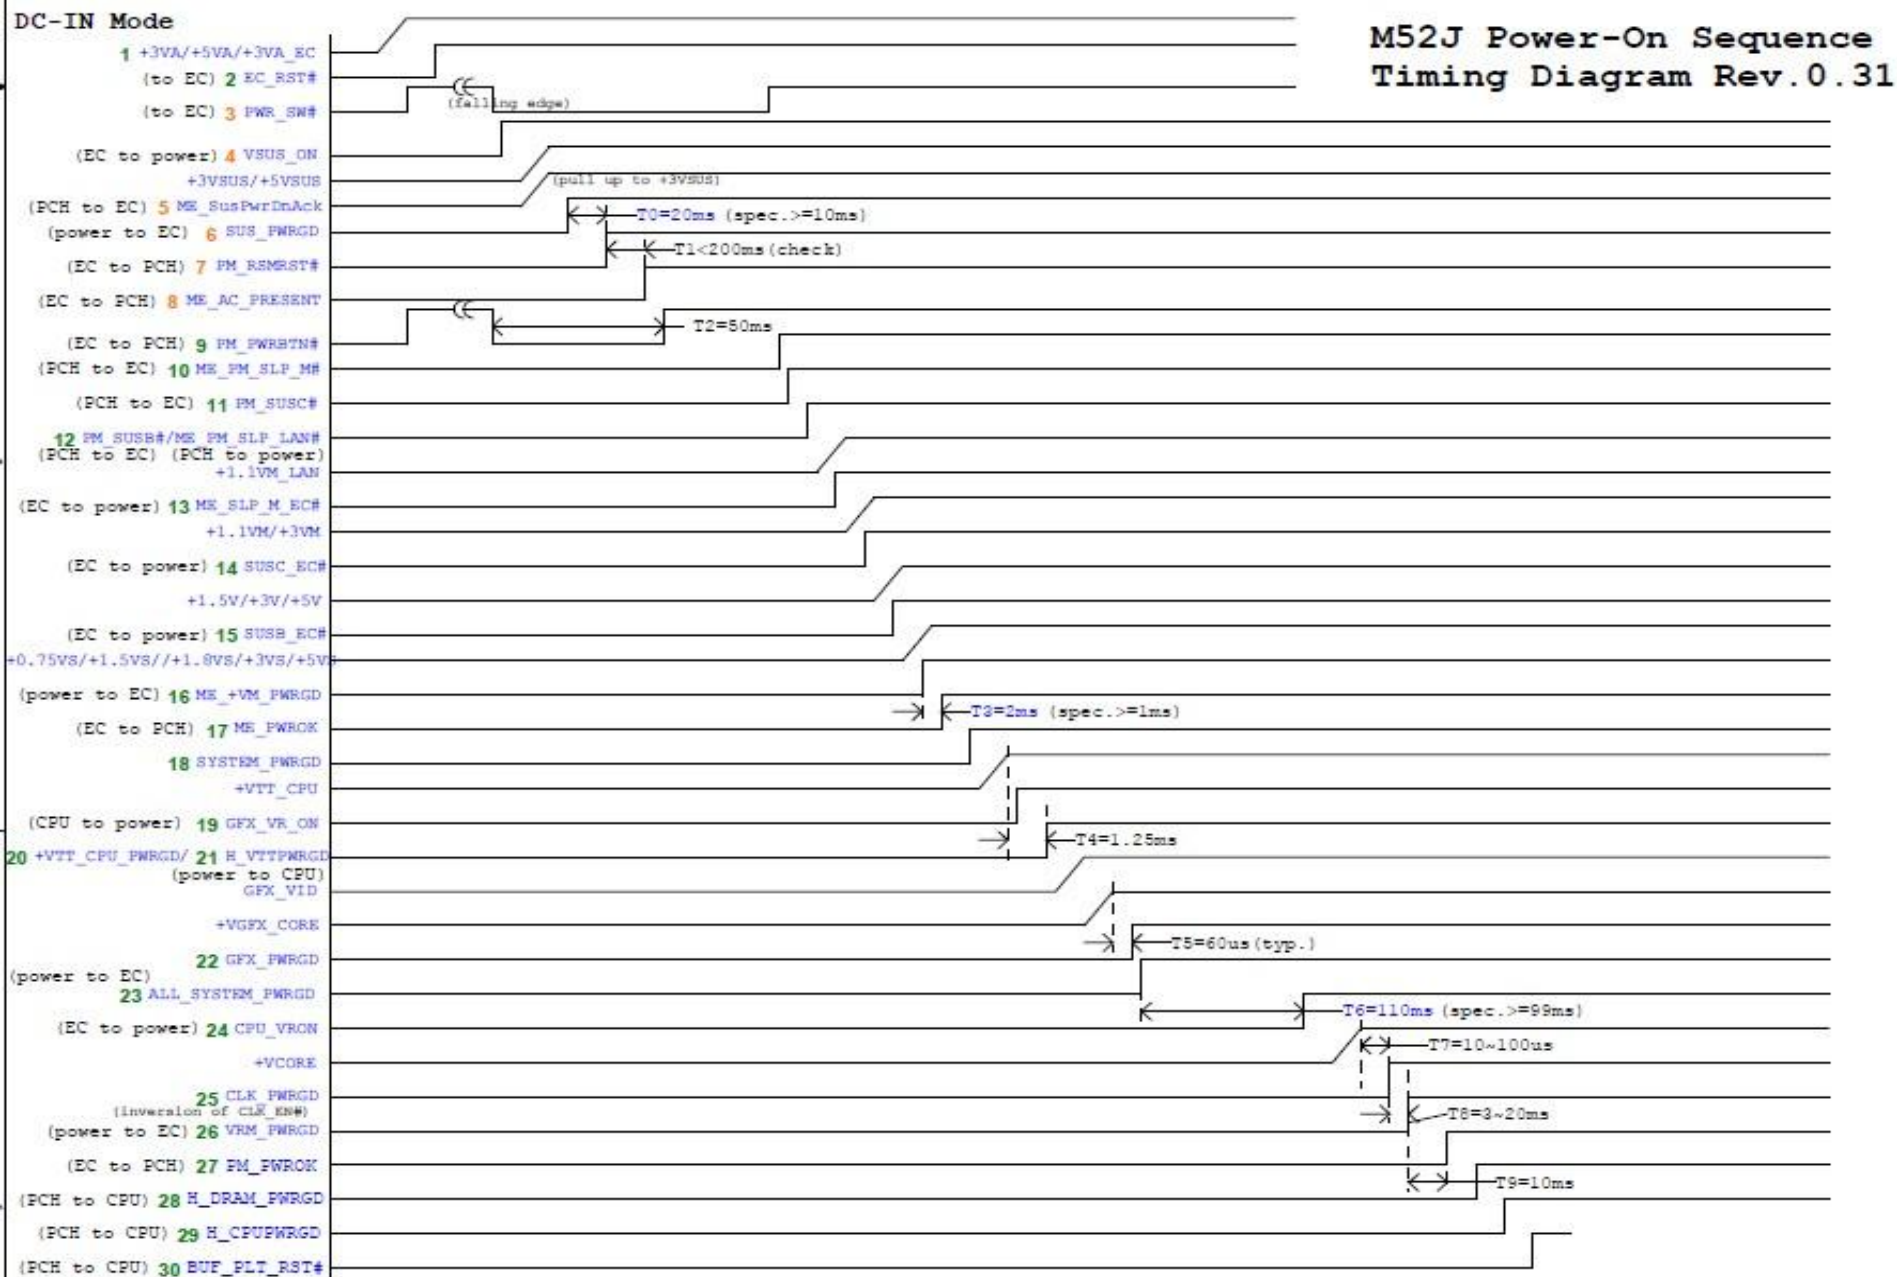 DC-IN Mode
M52J Power-On Sequence
Timing Diagram Rev.0.31
1 +3VA/+5VA/+3VA_EC
(to EC) 2 EC_RST#
(falling edge)
(to EC) 3 PWR_SW#
(EC to power) 4 VSUS_ON
+3VSUS/+5VSUS
(pull up to +3VSUS)
(PCH to EC) 5 ME_SusPwrDnAck
T0=20ms (spec.>=10ms)
(power to EC) 6 SUS_PWRGD
T1<200ms(check)
(EC to PCH) 7 PM_RSMRST#
(EC to PCH) 8 ME_AC_PRESENT
T2=50ms
(EC to PCH) 9 PM_PWRBTN#
(PCH to EC) 10 ME_PM_SLP_M#
(PCH to EC) 11 PM_SUSC#
12 PM_SUSB#/ME_PM_SLP_LAN#
(PCH to EC) (PCH to power)
+1.1VM_LAN
(EC to power) 13 ME_SLP_M_EC#
+1.1VM/+3VM
(EC to power) 14 SUSC_EC#
+1.5V/+3V/+5V
(EC to power) 15 SUSB_EC#
+0.75VS/+1.5VS//+1.8VS/+3VS/+5VS
(power to EC) 16 ME_+VM_PWRGD
T3=2ms (spec.>=1ms)
(EC to PCH) 17 ME_PWROK
18 SYSTEM_PWRGD
+VTT_CPU
(CPU to power) 19 GFX_VR_ON
T4=1.25ms
20 +VTT_CPU_PWRGD/ 21 H_VTTPWRGD
(power to CPU)
GFX_VID
+VGFX_CORE
T5=60us(typ.)
22 GFX_PWRGD
(power to EC)
23 ALL_SYSTEM_PWRGD
T6=110ms (spec.>=99ms)
(EC to power) 24 CPU_VRON
T7=10~100us
+VCORE
25 CLK_PWRGD
(inversion of CLK_EN#)
T8=3~20ms
(power to EC) 26 VRM_PWRGD
(EC to PCH) 27 PM_PWROK
T9=10ms
(PCH to CPU) 28 H_DRAM_PWRGD
(PCH to CPU) 29 H_CPUPWRGD
(PCH to CPU) 30 BUF_PLT_RST#